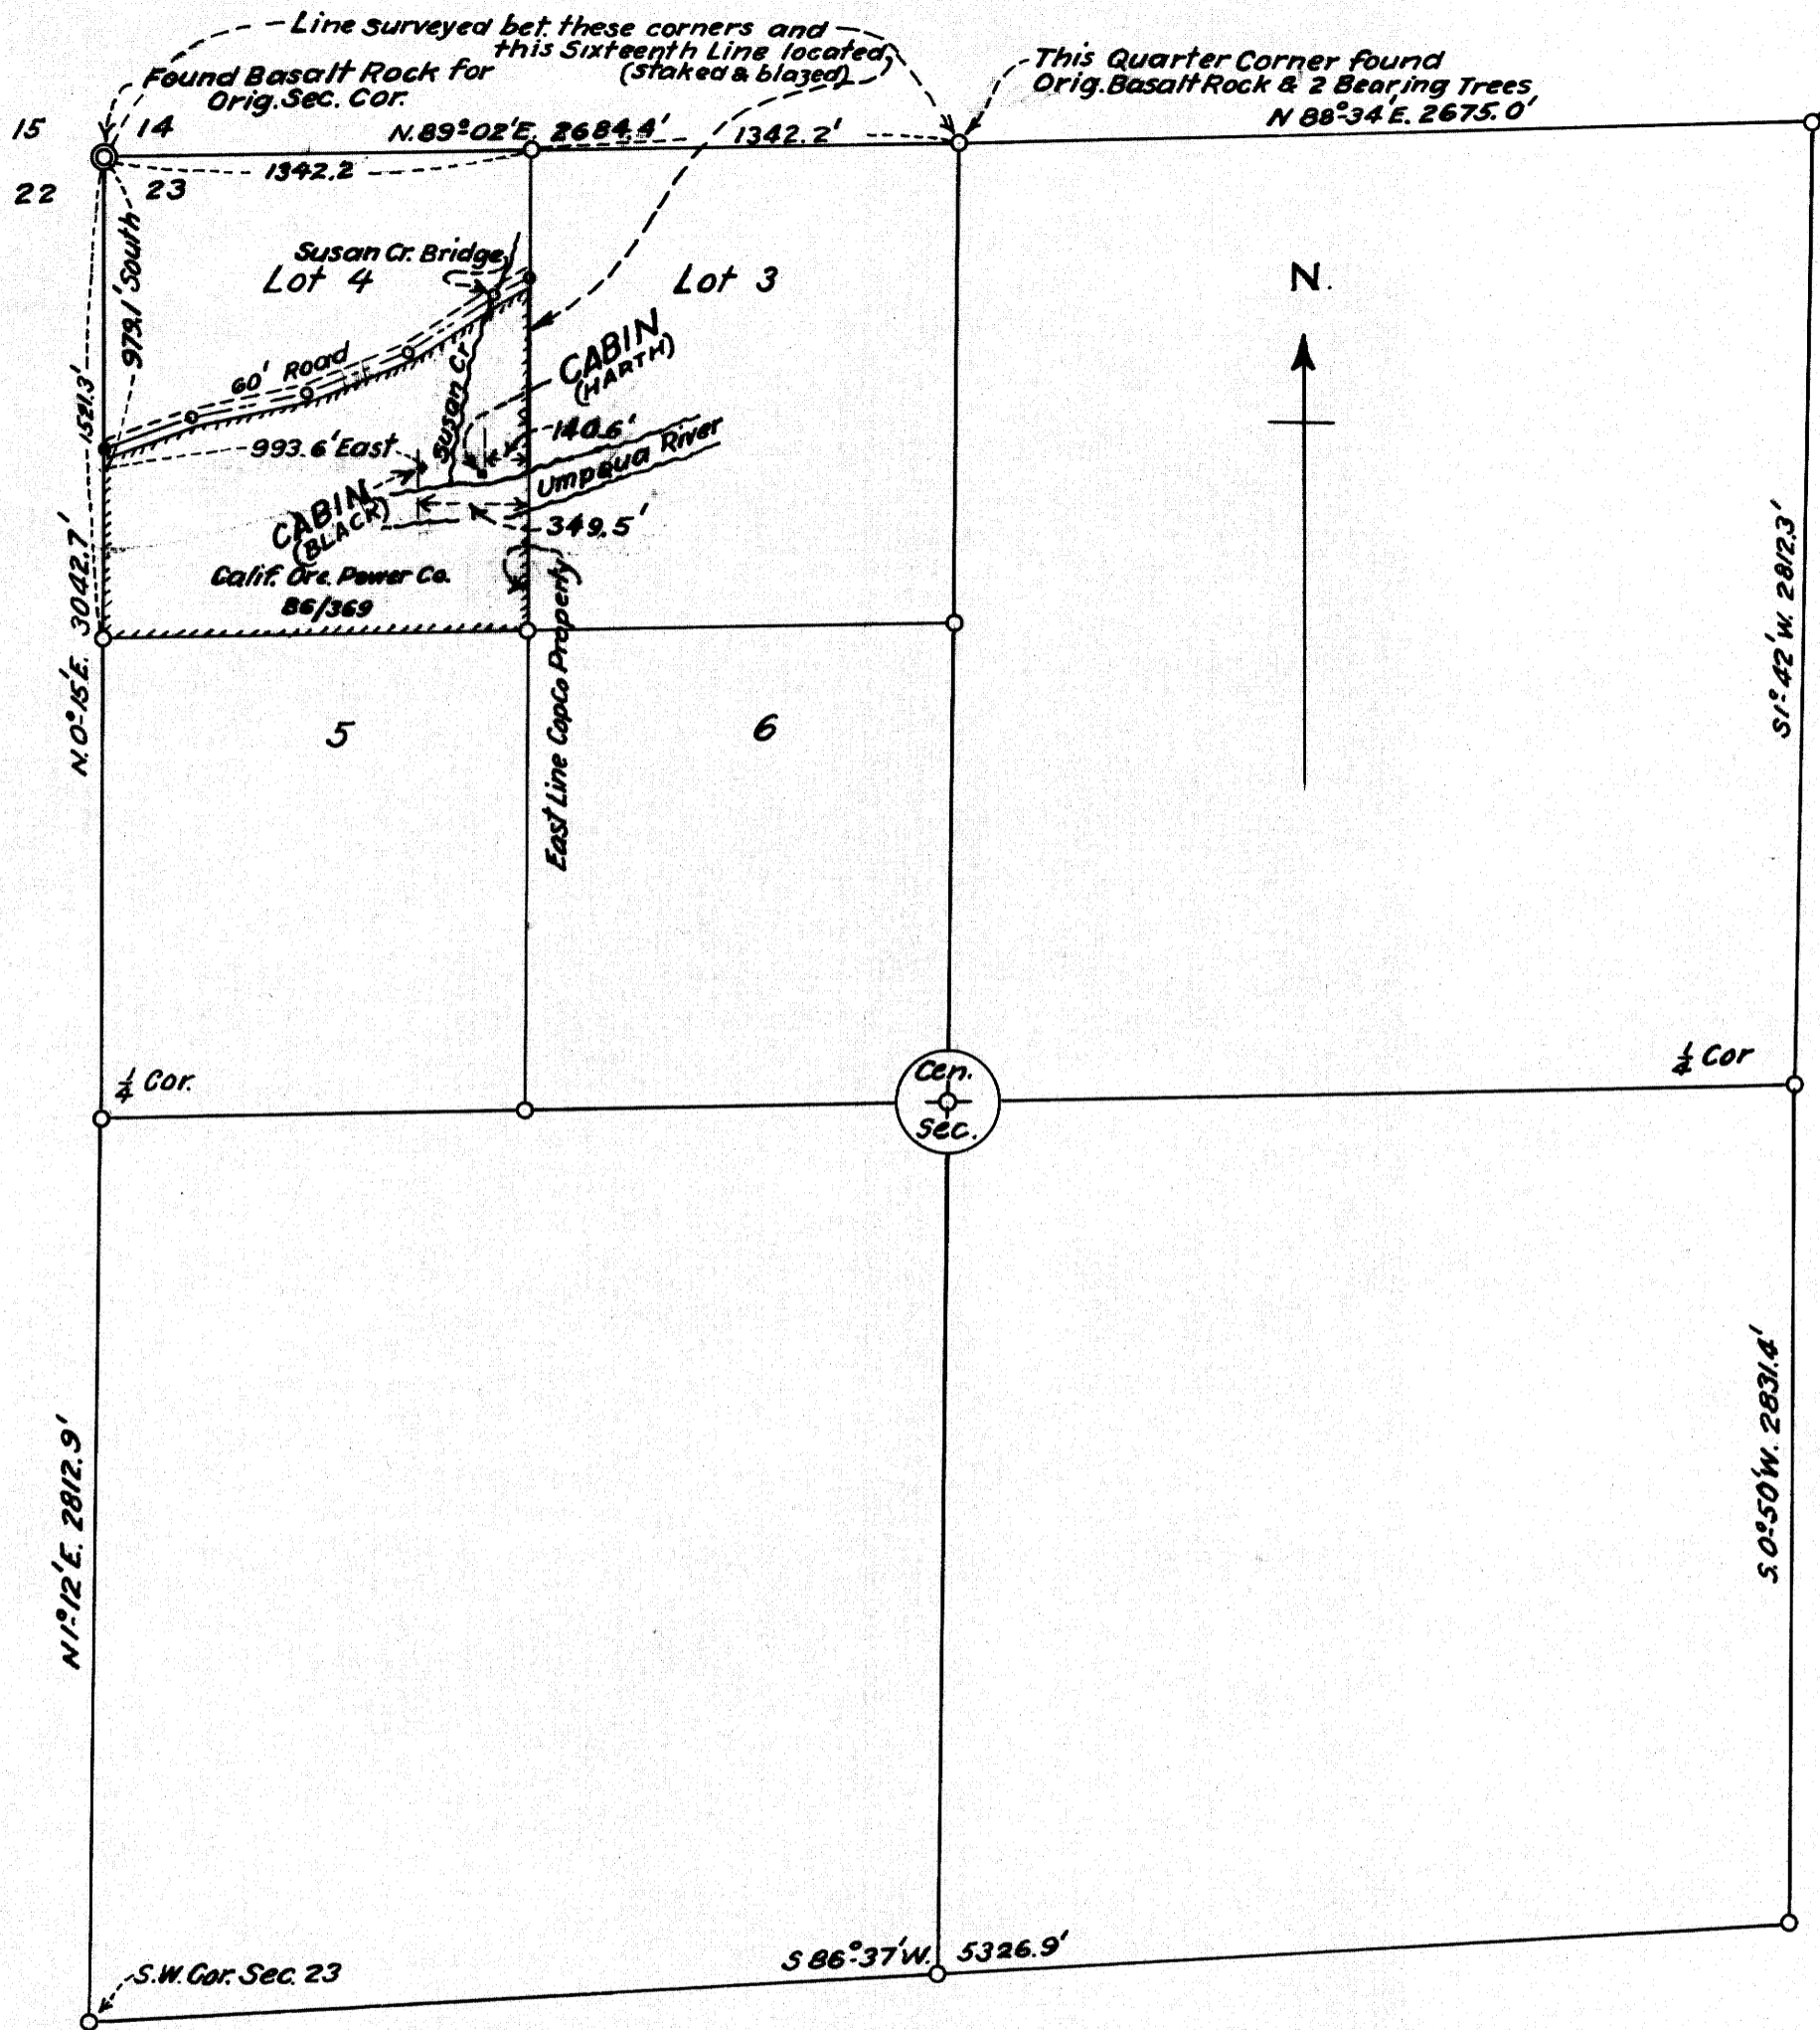 Line surveyed bet. these corners and
this Sixteenth Line located,
(staked & blazed)
Found Basalt Rock for
Orig. Sec. Cor.
This Quarter Corner found
Orig. Basalt Rock & 2 Bearing Trees
N 88°-34'E. 2675.0'
15
14
N. 89°-02'E. 2684.4'
1342.2'
1342.2
22
23
979.1' South
Susan Cr. Bridge
Lot 4
Lot 3
N.
CABIN
(HARTH)
60' Road
Susan Cr
1521.3'
140.6'
993.6' East
Umpqua River
CABIN
(BLACK)
349.5'
Calif. Ore. Power Co.
86/369
N. 0°-15'E. 3042.7'
East Line CopCo Property
S1°-42'W. 2812.3'
5
6
1/4 Cor.
Cen.
Sec.
1/4 Cor
N1°-12'E. 2812.9'
S. 0°-50'W. 2831.4'
S 86°-37'W. 5326.9'
S.W. Cor. Sec. 23